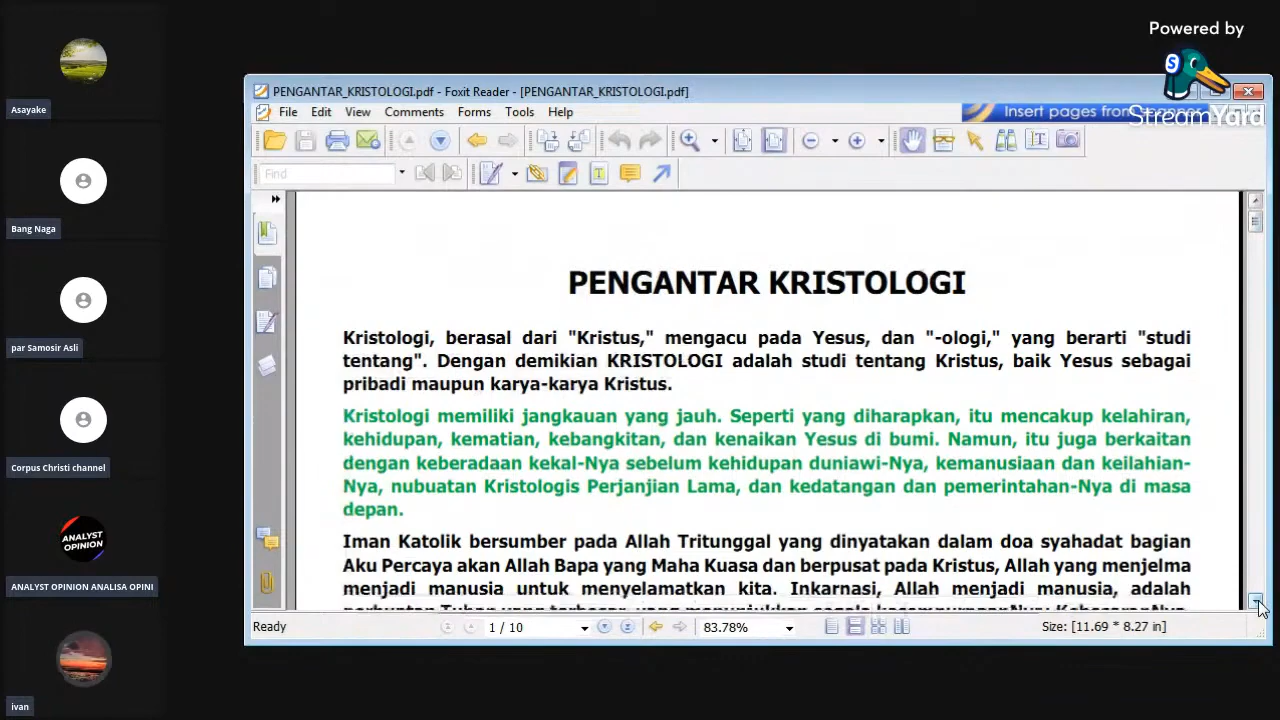 Powered by
StreamYard
Asayake
Bang Naga
par Samosir Asli
Corpus Christi channel
ANALYST
OPINION
ANALYST OPINION ANALISA OPINI
ivan
PENGANTAR_KRISTOLOGI.pdf - Foxit Reader - [PENGANTAR_KRISTOLOGI.pdf]
File Edit View Comments Forms Tools Help
Insert pages from
Find
PENGANTAR KRISTOLOGI
Kristologi, berasal dari "Kristus," mengacu pada Yesus, dan "-ologi," yang berarti "studi
tentang". Dengan demikian KRISTOLOGI adalah studi tentang Kristus, baik Yesus sebagai
pribadi maupun karya-karya Kristus.
Kristologi memiliki jangkauan yang jauh. Seperti yang diharapkan, itu mencakup kelahiran,
kehidupan, kematian, kebangkitan, dan kenaikan Yesus di bumi. Namun, itu juga berkaitan
dengan keberadaan kekal-Nya sebelum kehidupan duniawi-Nya, kemanusiaan dan keilahian-
Nya, nubuatan Kristologis Perjanjian Lama, dan kedatangan dan pemerintahan-Nya di masa
depan.
Iman Katolik bersumber pada Allah Tritunggal yang dinyatakan dalam doa syahadat bagian
Aku Percaya akan Allah Bapa yang Maha Kuasa dan berpusat pada Kristus, Allah yang menjelma
menjadi manusia untuk menyelamatkan kita. Inkarnasi, Allah menjadi manusia, adalah
Ready
1 / 10
83.78%
Size: [11.69 * 8.27 in]